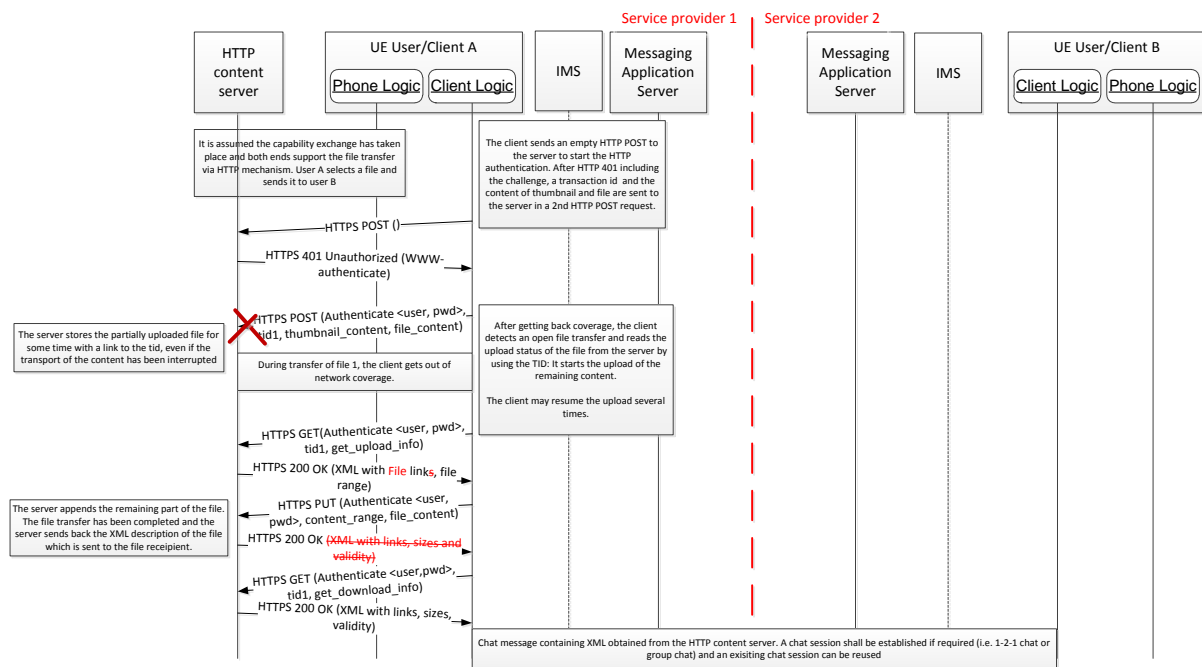 Service provider 1
Service provider 2
HTTP
content
server
UE User/Client A
Phone Logic
Client Logic
IMS
Messaging
Application
Server
Messaging
Application
Server
IMS
UE User/Client B
Client Logic
Phone Logic
It is assumed the capability exchange has taken
place and both ends support the file transfer
via HTTP mechanism. User A selects a file and
sends it to user B
The client sends an empty HTTP POST to
the server to start the HTTP
authentication. After HTTP 401 including
the challenge, a transaction id and the
content of thumbnail and file are sent to
the server in a 2nd HTTP POST request.
HTTPS POST ()
HTTPS 401 Unauthorized (WWW-
authenticate)
HTTPS POST (Authenticate <user, pwd>,
tid1, thumbnail_content, file_content)
The server stores the partially uploaded file for
some time with a link to the tid, even if the
transport of the content has been interrupted
During transfer of file 1, the client gets out of
network coverage.
After getting back coverage, the client
detects an open file transfer and reads the
upload status of the file from the server by
using the TID: It starts the upload of the
remaining content.
The client may resume the upload several
times.
HTTPS GET(Authenticate <user, pwd>,
tid1, get_upload_info)
HTTPS 200 OK (XML with File links, file
range)
HTTPS PUT (Authenticate <user,
pwd>, content_range, file_content)
The server appends the remaining part of the file.
The file transfer has been completed and the
server sends back the XML description of the file
which is sent to the file receipient.
HTTPS 200 OK (XML with links, sizes and
validity)
HTTPS GET (Authenticate <user,pwd>,
tid1, get_download_info)
HTTPS 200 OK (XML with links, sizes,
validity)
Chat message containing XML obtained from the HTTP content server. A chat session shall be established if required (i.e. 1-2-1 chat or
group chat) and an exisiting chat session can be reused